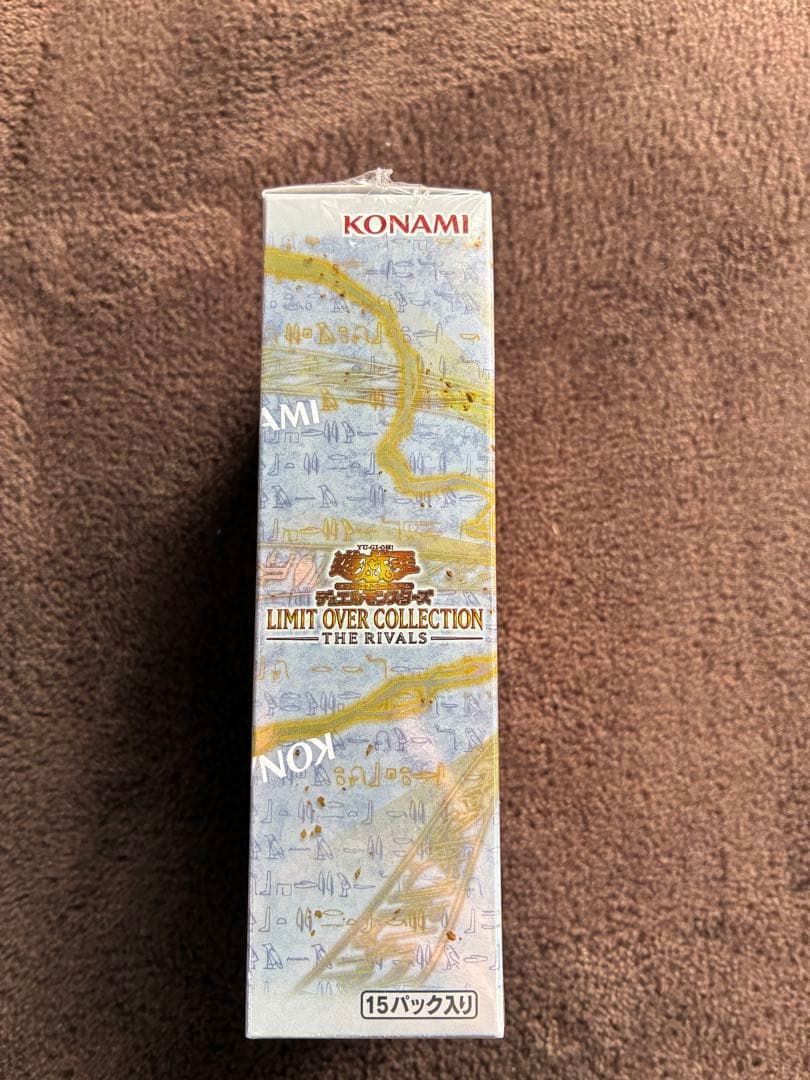 KONAMI
AMI
YU-GI-OH!
遊戯王
デュエルモンスターズ
LIMIT OVER COLLECTION
THE RIVALS
KON
15パック入り